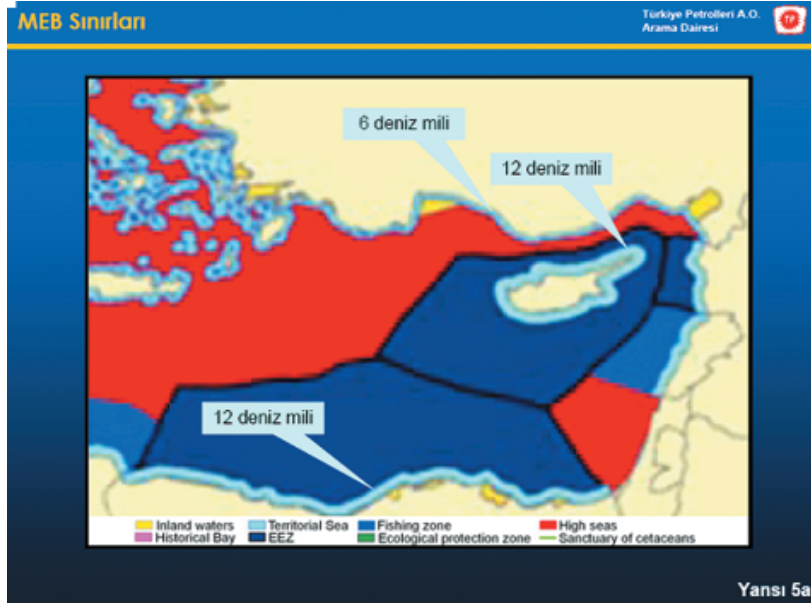 MEB Sınırları
Türkiye Petrolleri A.O.
Arama Dairesi
TP
6 deniz mili
12 deniz mili
12 deniz mili
Inland waters
Territorial Sea
Fishing zone
High seas
Historical Bay
EEZ
Ecological protection zone
Sanctuary of cetaceans
Yansı 5a